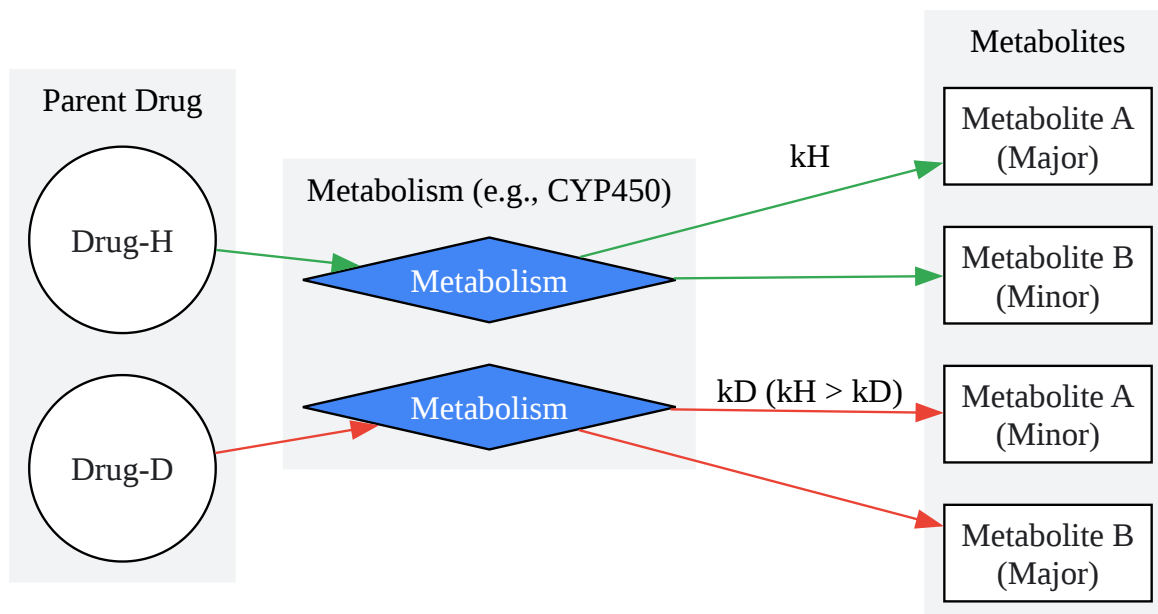 Parent Drug
Drug-H
Drug-D
Metabolism (e.g., CYP450)
Metabolism
Metabolism
kH
kD (kH > kD)
Metabolites
Metabolite A
(Major)
Metabolite B
(Minor)
Metabolite A
(Minor)
Metabolite B
(Major)